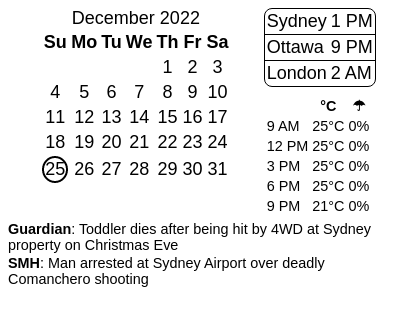 December 2022
Su Mo Tu We Th Fr Sa
1 2 3
4 5 6 7 8 9 10
11 12 13 14 15 16 17
18 19 20 21 22 23 24
25 26 27 28 29 30 31
Sydney 1 PM
Ottawa 9 PM
London 2 AM
°C ☂
9 AM 25°C 0%
12 PM 25°C 0%
3 PM 25°C 0%
6 PM 25°C 0%
9 PM 21°C 0%
Guardian: Toddler dies after being hit by 4WD at Sydney
property on Christmas Eve
SMH: Man arrested at Sydney Airport over deadly
Comanchero shooting